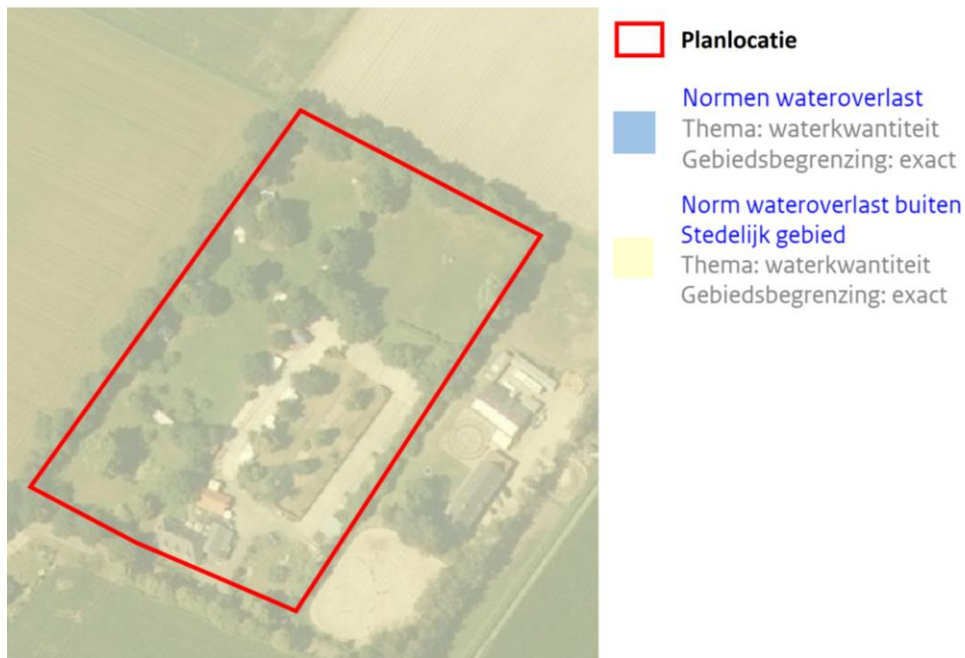 Planlocatie
Normen wateroverlast
Thema: waterkwantiteit
Gebiedsbegrenzing: exact
Norm wateroverlast buiten
Stedelijk gebied
Thema: waterkwantiteit
Gebiedsbegrenzing: exact